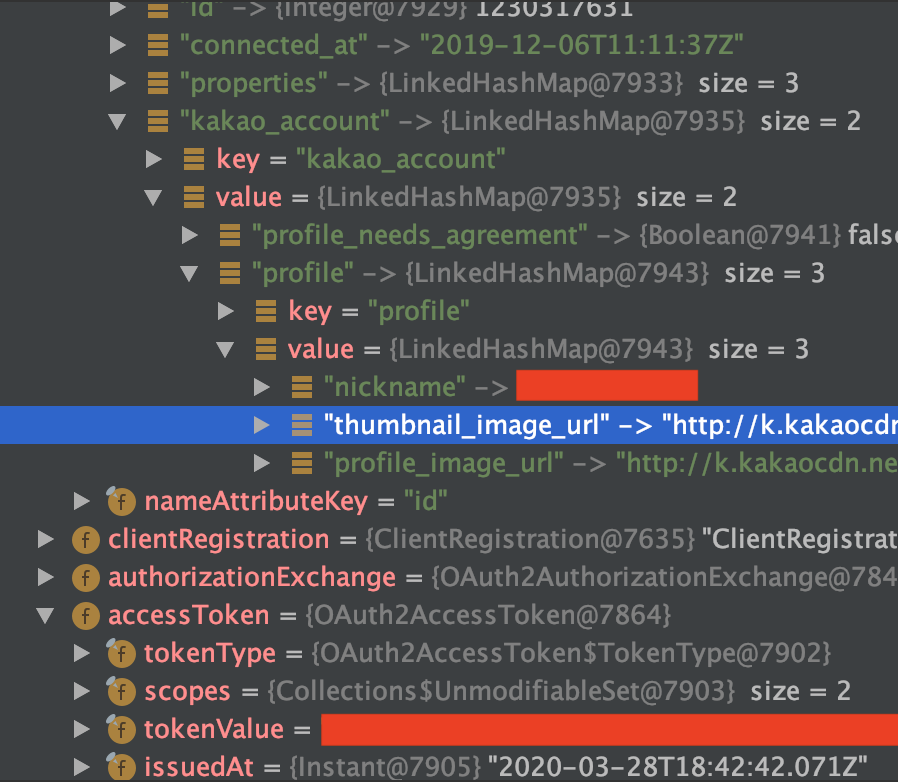 "id" -> {Integer@7929} 1230317631
"connected_at" -> "2019-12-06T11:11:37Z"
"properties" -> {LinkedHashMap@7933} size = 3
"kakao_account" -> {LinkedHashMap@7935} size = 2
key = "kakao_account"
value = {LinkedHashMap@7935} size = 2
"profile_needs_agreement" -> {Boolean@7941} false
"profile" -> {LinkedHashMap@7943} size = 3
key = "profile"
value = {LinkedHashMap@7943} size = 3
"nickname" ->
"thumbnail_image_url" -> "http://k.kakaocdn
"profile_image_url" -> "http://k.kakaocdn.ne
f nameAttributeKey = "id"
f clientRegistration = {ClientRegistration@7635} "ClientRegistrat
f authorizationExchange = {OAuth2AuthorizationExchange@784
f accessToken = {OAuth2AccessToken@7864}
f tokenType = {OAuth2AccessToken$TokenType@7902}
f scopes = {Collections$UnmodifiableSet@7903} size = 2
f tokenValue =
f issuedAt = {Instant@7905} "2020-03-28T18:42:42.071Z"